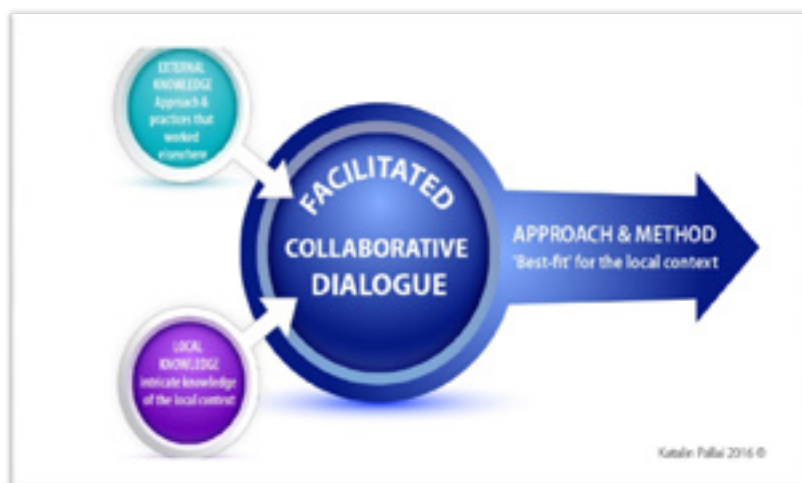 EXTERNAL
KNOWLEDGE
Approach &
practices that
worked
elsewhere
FACILITATED
COLLABORATIVE
DIALOGUE
APPROACH & METHOD
'Best-fit' for the local context
LOCAL
KNOWLEDGE
intricate knowledge
of the local context
Katalin Pallai 2016 ©